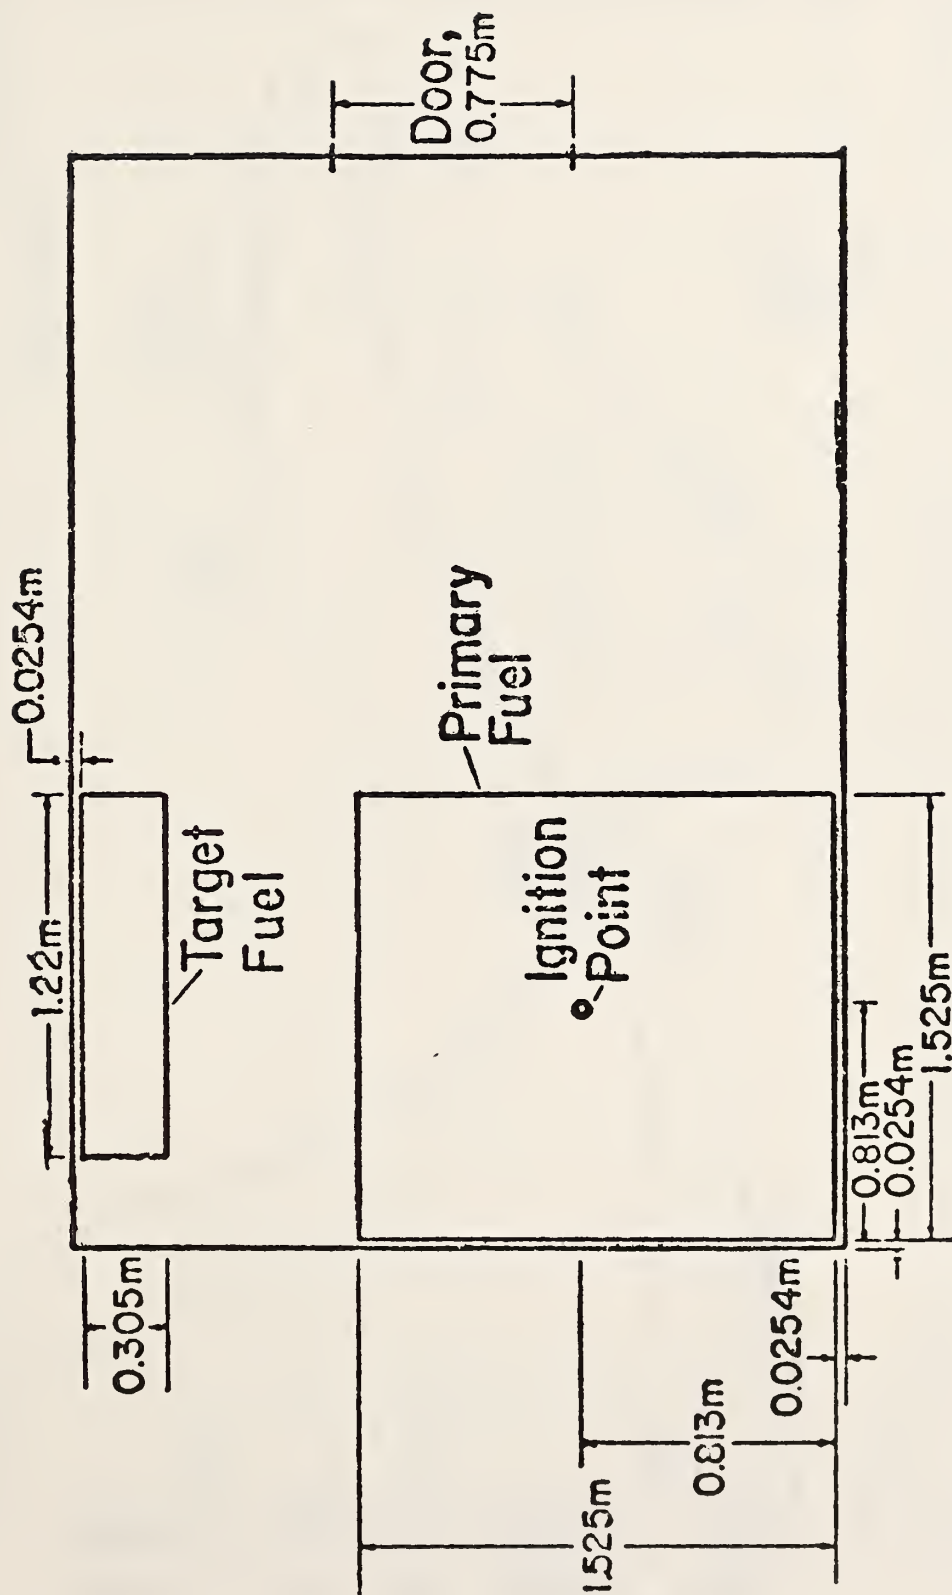 0.0254m
1.22m
Target
Fuel
0.305m
Door,
0.775m
Primary
Fuel
Ignition
Point
1.525m
0.813m
0.0254m
0.813m
0.0254m
1.525m